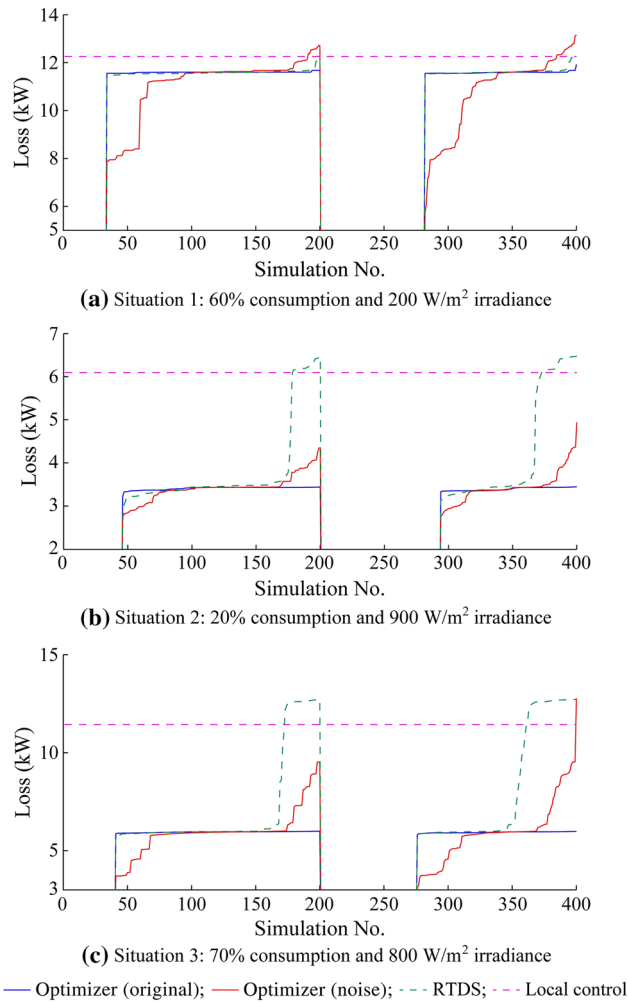 14
12
10
8
6
5
Loss (kW)
0 50 100 150 200 250 300 350 400
Simulation No.
(a) Situation 1: 60% consumption and 200 W/m² irradiance
7
6
5
4
3
2
Loss (kW)
0 50 100 150 200 250 300 350 400
Simulation No.
(b) Situation 2: 20% consumption and 900 W/m² irradiance
15
10
5
3
Loss (kW)
0 50 100 150 200 250 300 350 400
Simulation No.
(c) Situation 3: 70% consumption and 800 W/m² irradiance
Optimizer (original); Optimizer (noise); RTDS; Local control